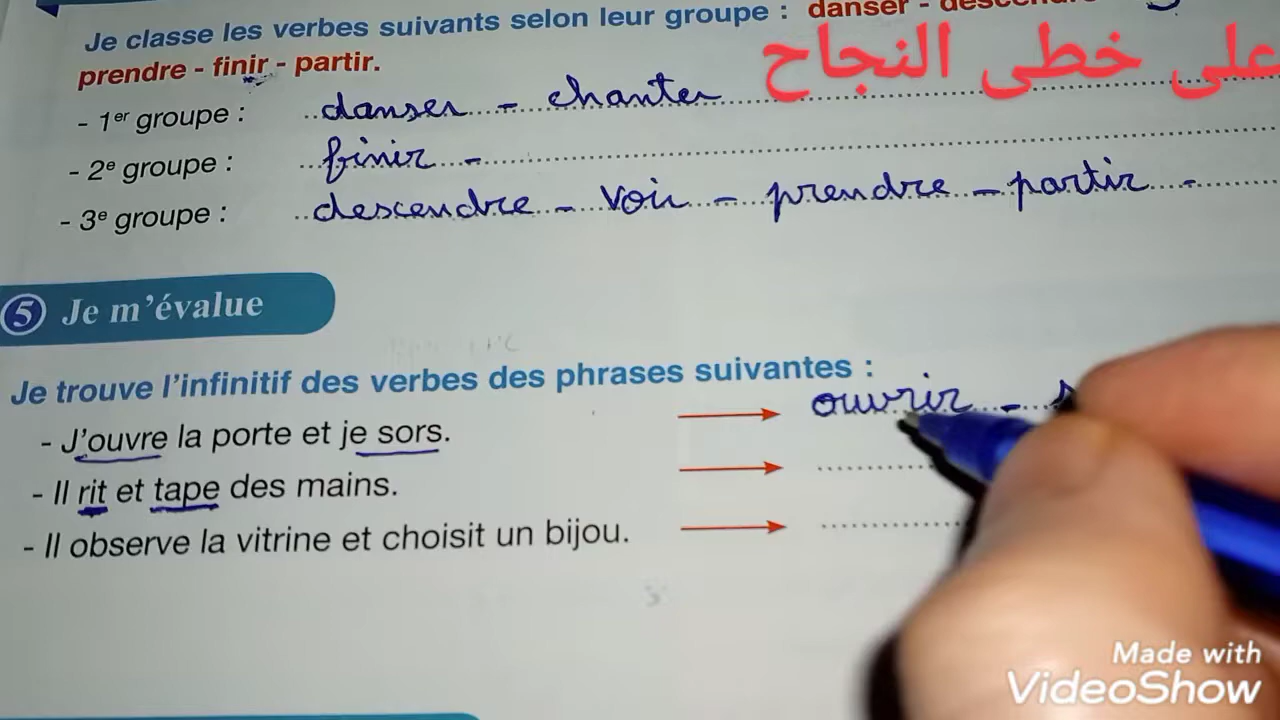 Je classe les verbes suivants selon leur groupe : danser - descendre
prendre - finir - partir.
على خطى النجاح
- 1er groupe : danser - chanter
- 2e groupe : finir -
- 3e groupe : descendre - voir - prendre - partir -
5 Je m'évalue
Je trouve l'infinitif des verbes des phrases suivantes :
- J'ouvre la porte et je sors. ouvrir - s
- Il rit et tape des mains.
- Il observe la vitrine et choisit un bijou.
Made with
VideoShow